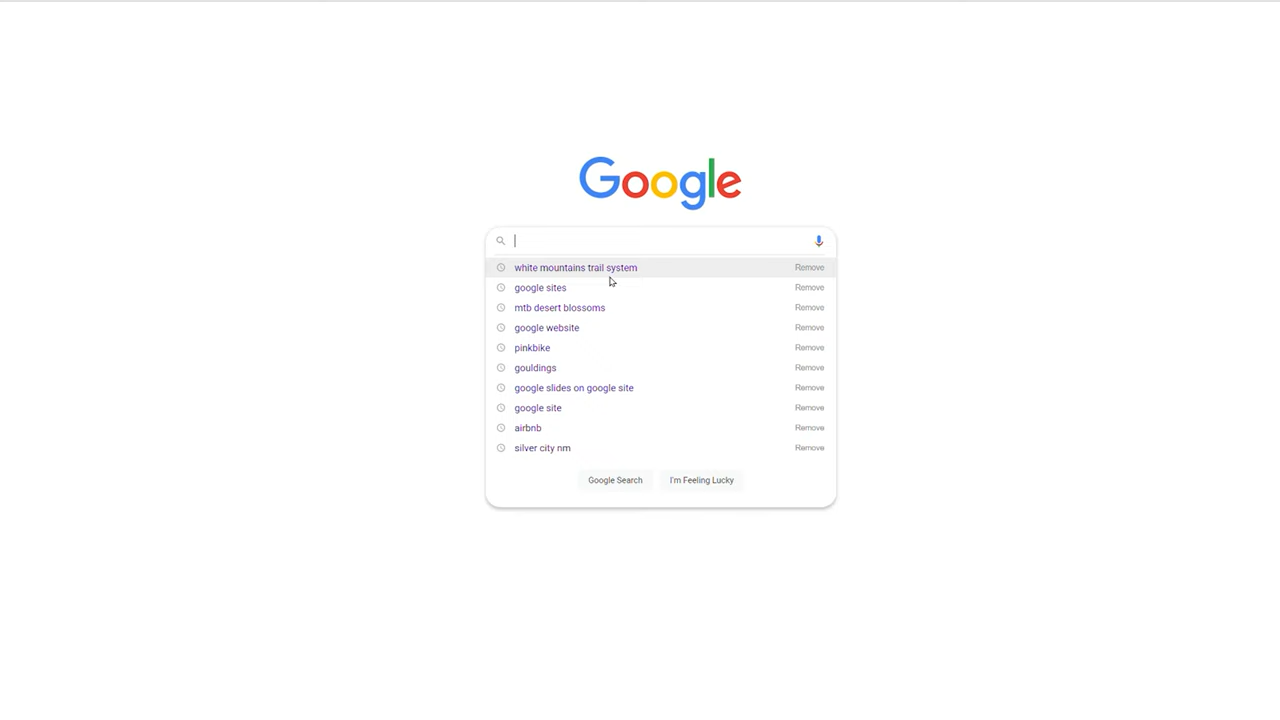 Google
white mountains trail system Remove
google sites Remove
mtb desert blossoms Remove
google website Remove
pinkbike Remove
gouldings Remove
google slides on google site Remove
google site Remove
airbnb Remove
silver city nm Remove
Google Search I'm Feeling Lucky